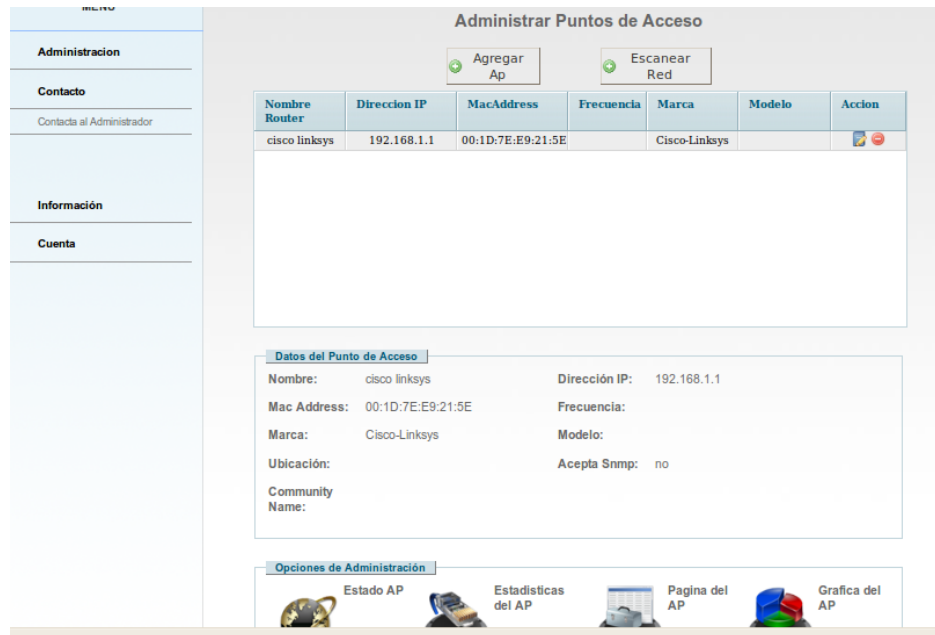 MENU
Administracion
Contacto
Contacta al Administrador
Información
Cuenta
Administrar Puntos de Acceso
Agregar
Ap
Escanear
Red
Nombre
Router
Direccion IP
MacAddress
Frecuencia
Marca
Modelo
Accion
cisco linksys
192.168.1.1
00:1D:7E:E9:21:5E
Cisco-Linksys
Datos del Punto de Acceso
Nombre: cisco linksys
Dirección IP: 192.168.1.1
Mac Address: 00:1D:7E:E9:21:5E
Frecuencia:
Marca: Cisco-Linksys
Modelo:
Ubicación:
Acepta Snmp: no
Community
Name:
Opciones de Administración
Estado AP
Estadisticas
del AP
Pagina del
AP
Grafica del
AP